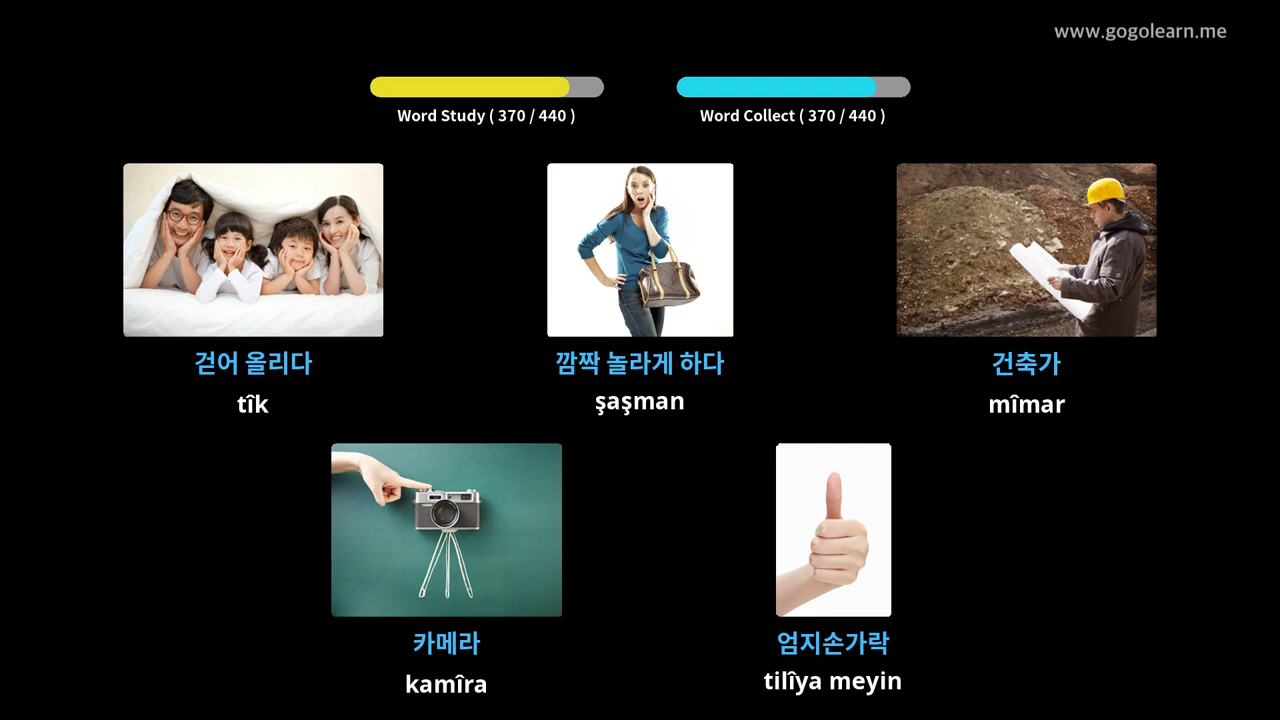 www.gogolearn.me
Word Study ( 370 / 440 )
Word Collect ( 370 / 440 )
걷어 올리다
tîk
깜짝 놀라게 하다
şaşman
건축가
mîmar
카메라
kamîra
엄지손가락
tilîya meyin